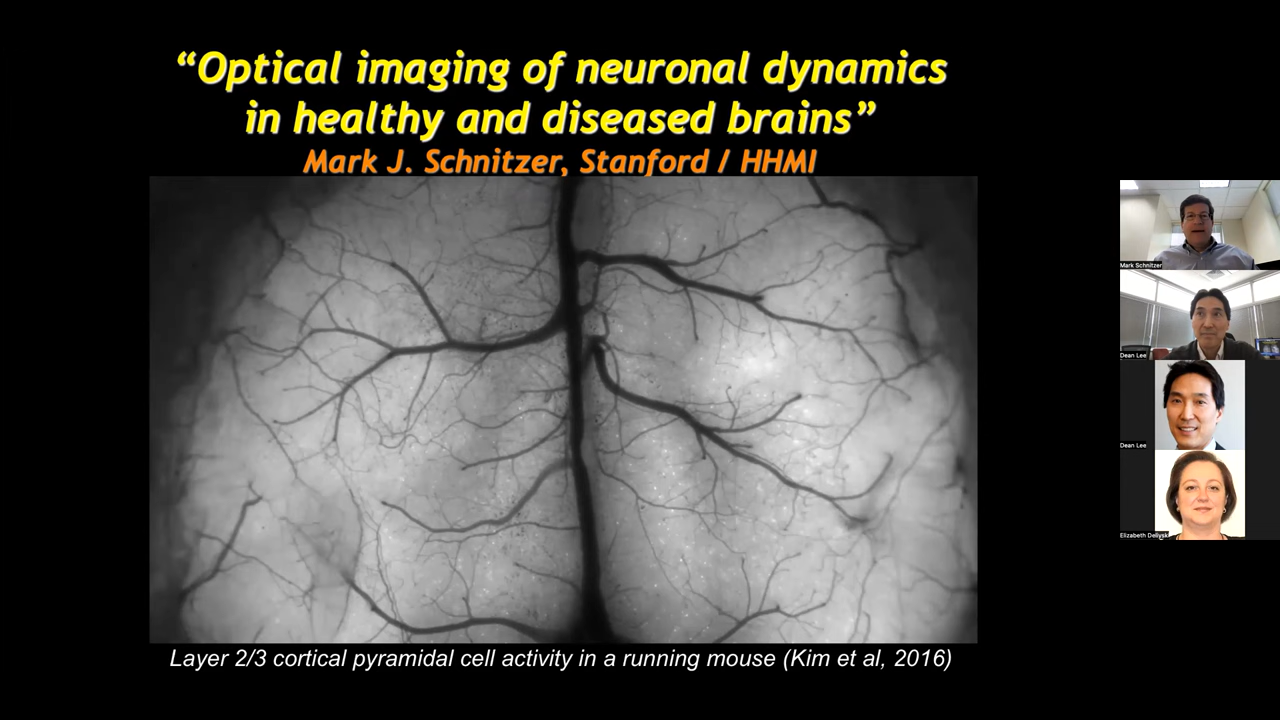 “Optical imaging of neuronal dynamics
in healthy and diseased brains”
Mark J. Schnitzer, Stanford / HHMI
Layer 2/3 cortical pyramidal cell activity in a running mouse (Kim et al, 2016)
Mark Schnitzer
Dean Lee
Dean Lee
Elizabeth